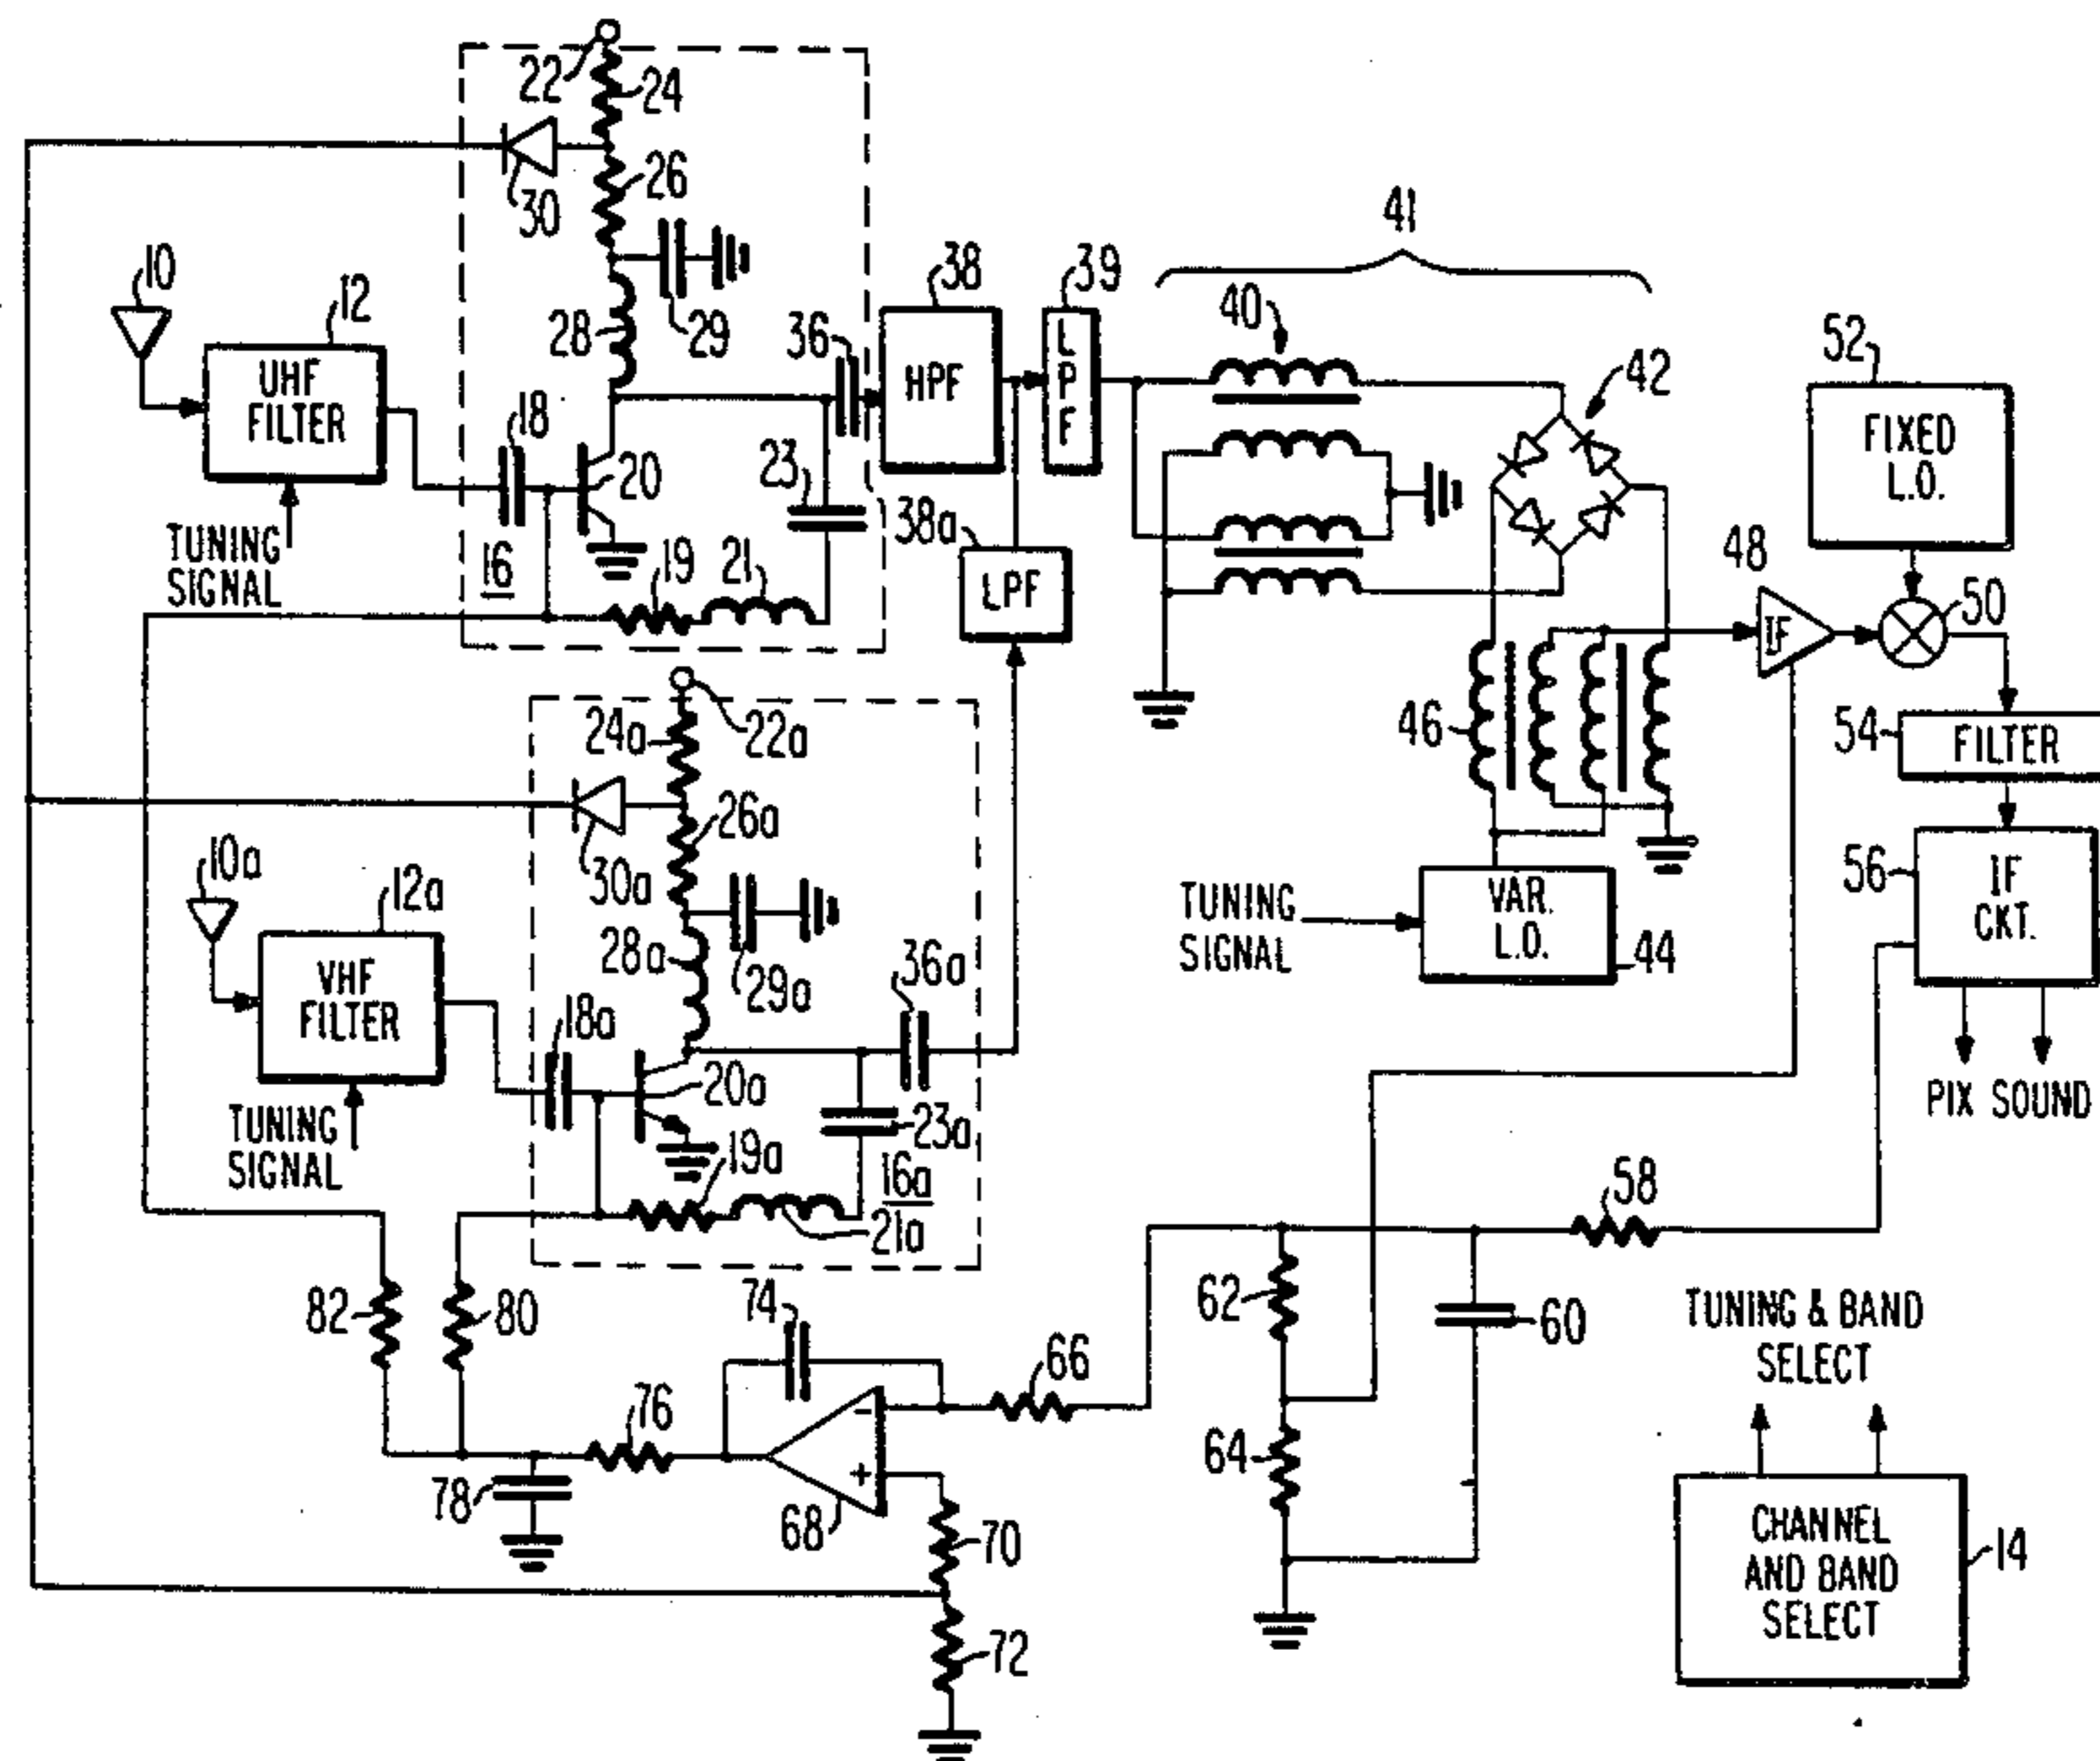 22
24
30
26
10
12
28
29
36
38
39
41
40
42
52
UHF
FILTER
HPF
L
P
F
FIXED
L.O.
18
20
23
TUNING
SIGNAL
16
19
21
38a
LPF
48
IF
50
24a
22a
46
54
FILTER
30a
26a
10a
12a
VHF
FILTER
28a
29a
36a
TUNING
SIGNAL
VAR.
L.O.
44
56
IF
CKT.
18a
20a
23a
PIX SOUND
TUNING
SIGNAL
19a
16a
21a
58
82
80
74
62
60
TUNING & BAND
SELECT
76
66
64
78
68
70
72
CHANNEL
AND BAND
SELECT
14